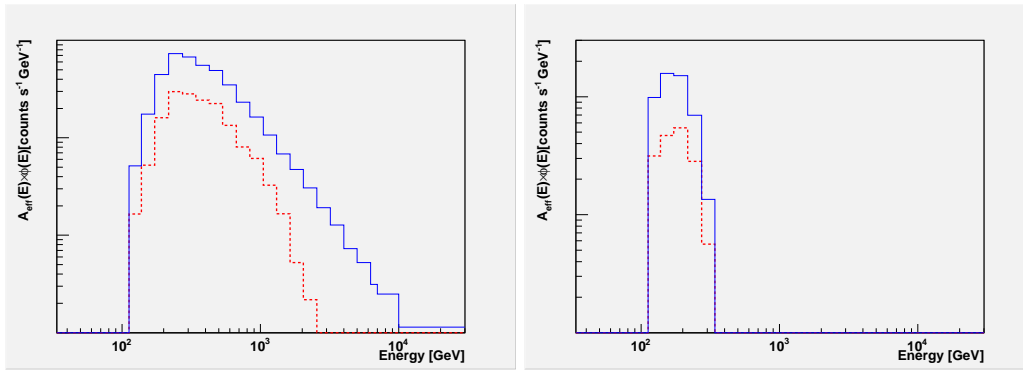 A_eff(E)×ϕ(E)[counts s⁻¹ GeV⁻¹]
10² 10³ 10⁴
Energy [GeV]
A_eff(E)×ϕ(E)[counts s⁻¹ GeV⁻¹]
10² 10³ 10⁴
Energy [GeV]